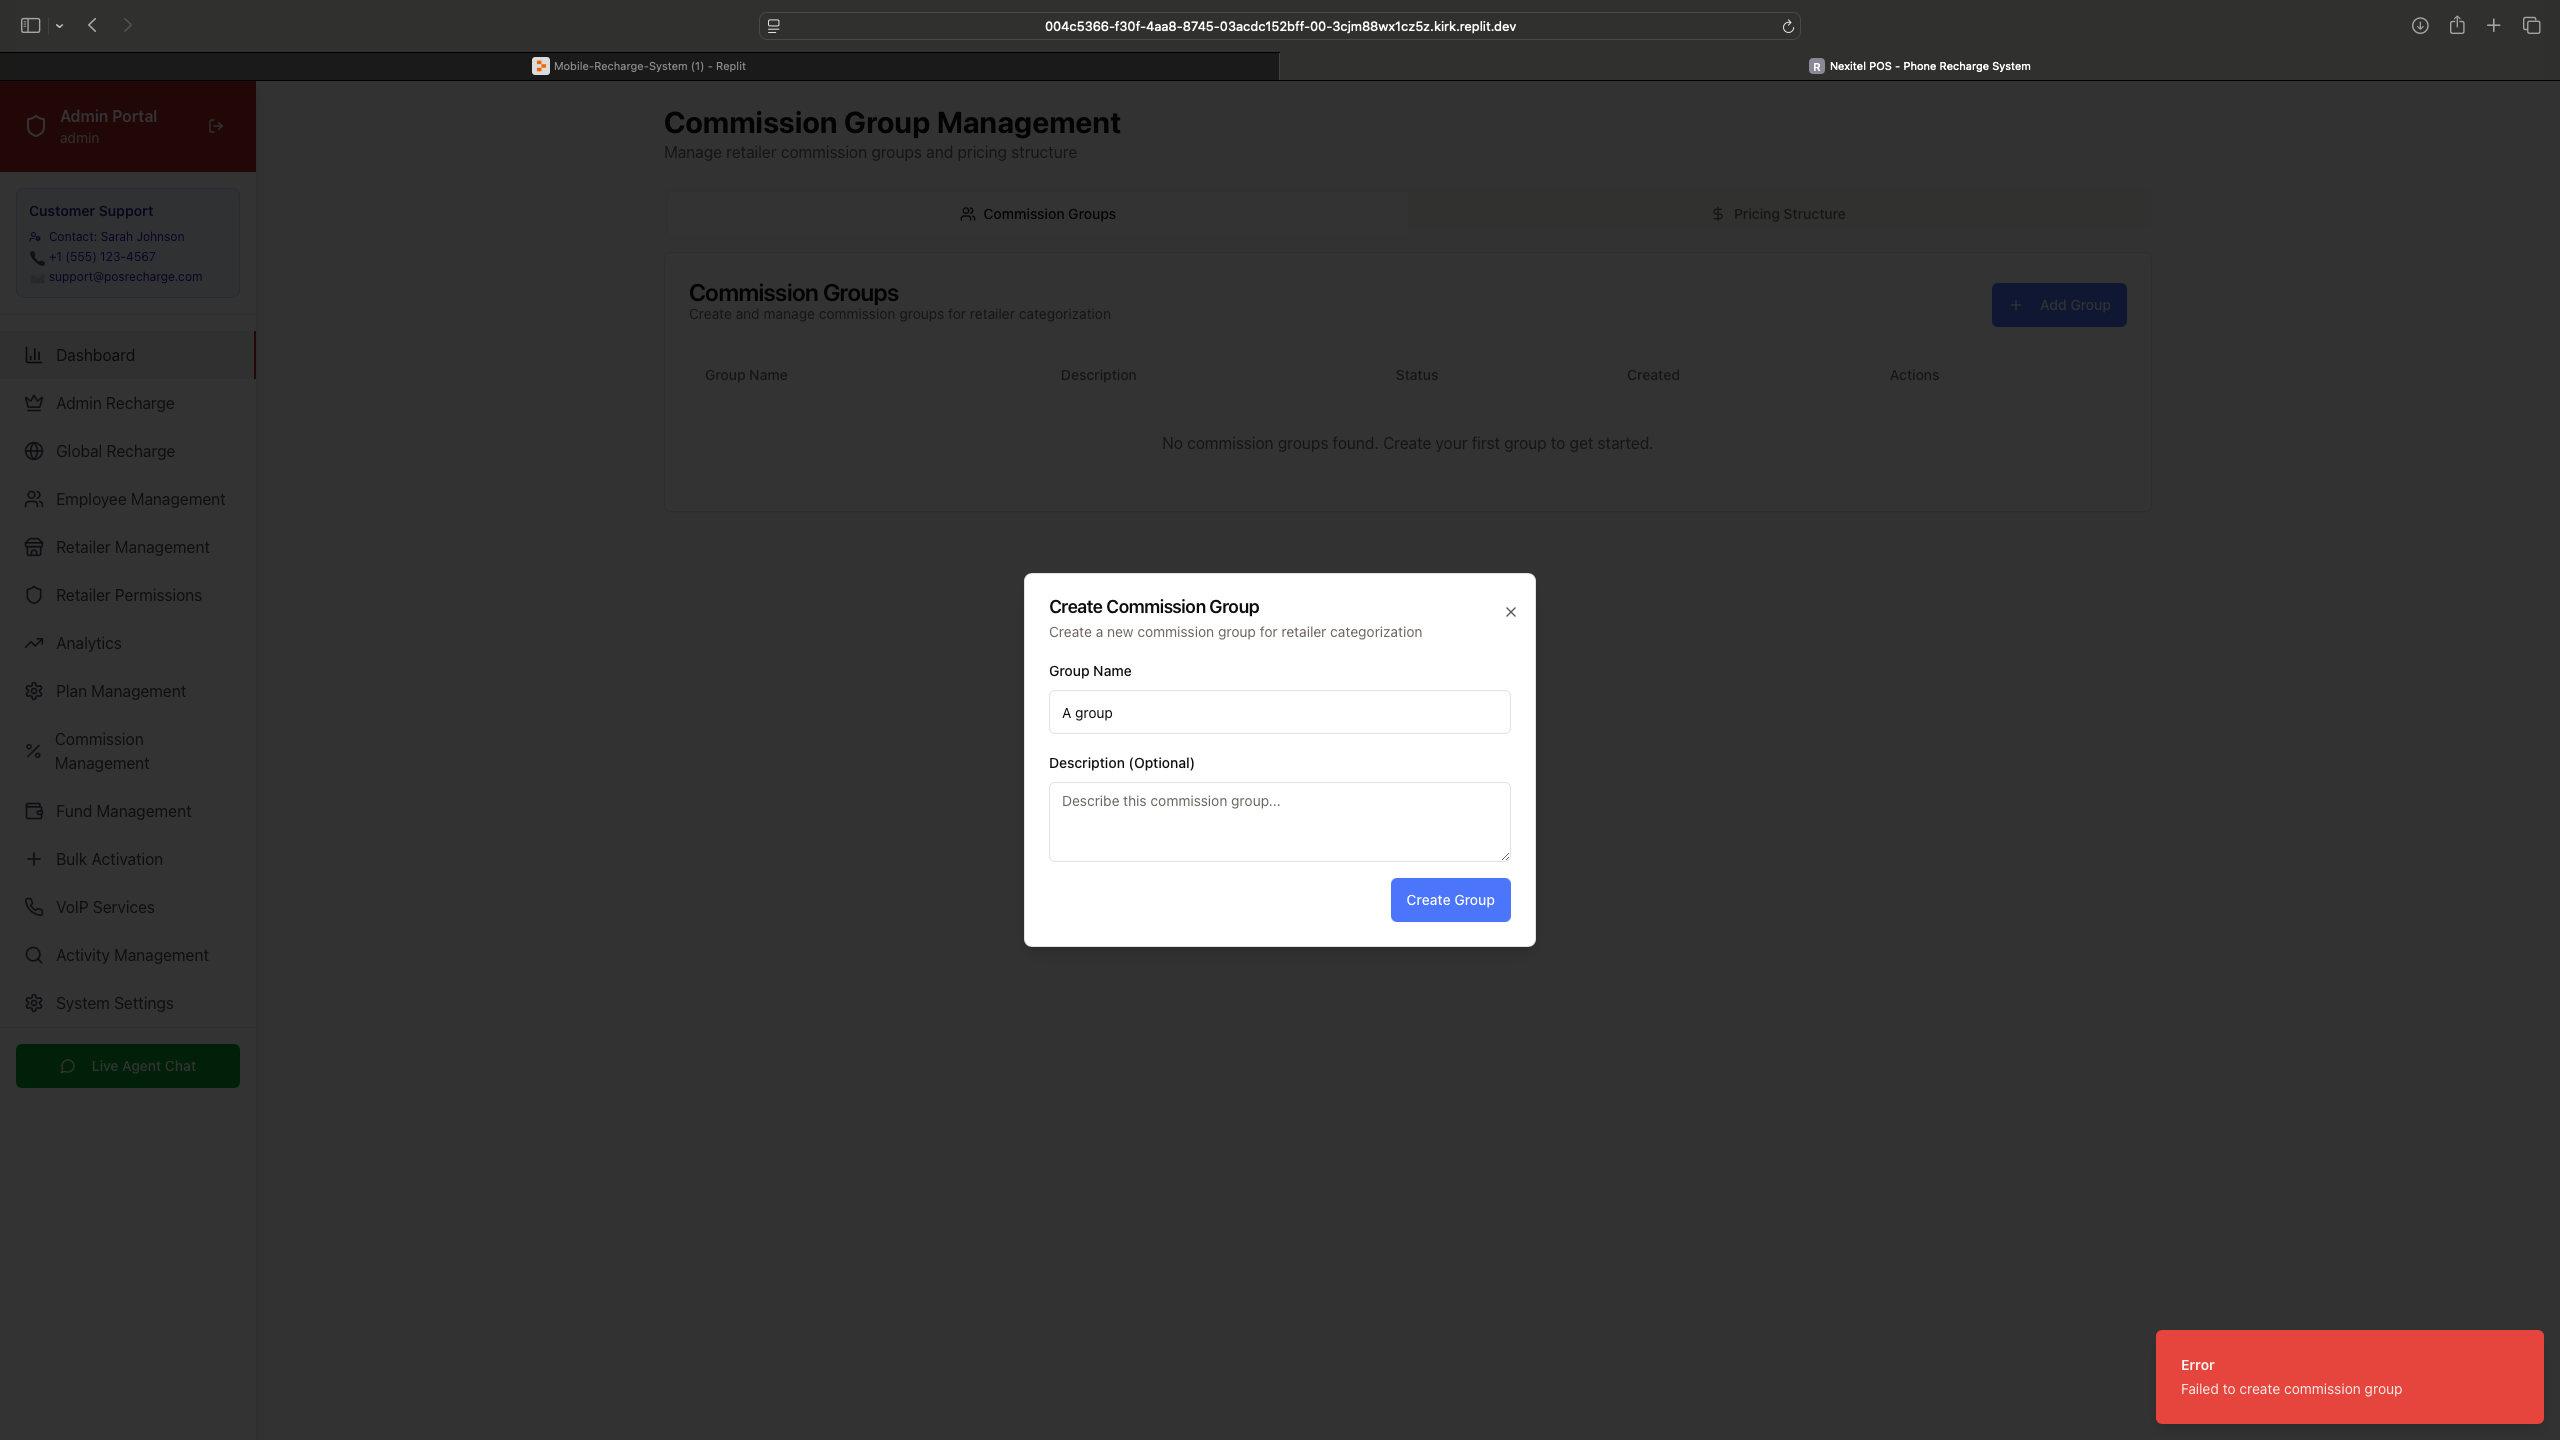 004c5366-f30f-4aa8-8745-03acdc152bff-00-3cjm88wx1cz5z.kirk.replit.dev
Mobile-Recharge-System (1) - Replit
R Nexitel POS - Phone Recharge System
Admin Portal
admin
Customer Support
Contact: Sarah Johnson
+1 (555) 123-4567
support@posrecharge.com
Dashboard
Admin Recharge
Global Recharge
Employee Management
Retailer Management
Retailer Permissions
Analytics
Plan Management
Commission
Management
Fund Management
Bulk Activation
VoIP Services
Activity Management
System Settings
Live Agent Chat
Commission Group Management
Manage retailer commission groups and pricing structure
Commission Groups
Pricing Structure
Commission Groups
Create and manage commission groups for retailer categorization
Add Group
Group Name Description Status Created Actions
No commission groups found. Create your first group to get started.
Create Commission Group
Create a new commission group for retailer categorization
Group Name
A group
Description (Optional)
Describe this commission group...
Create Group
Error
Failed to create commission group